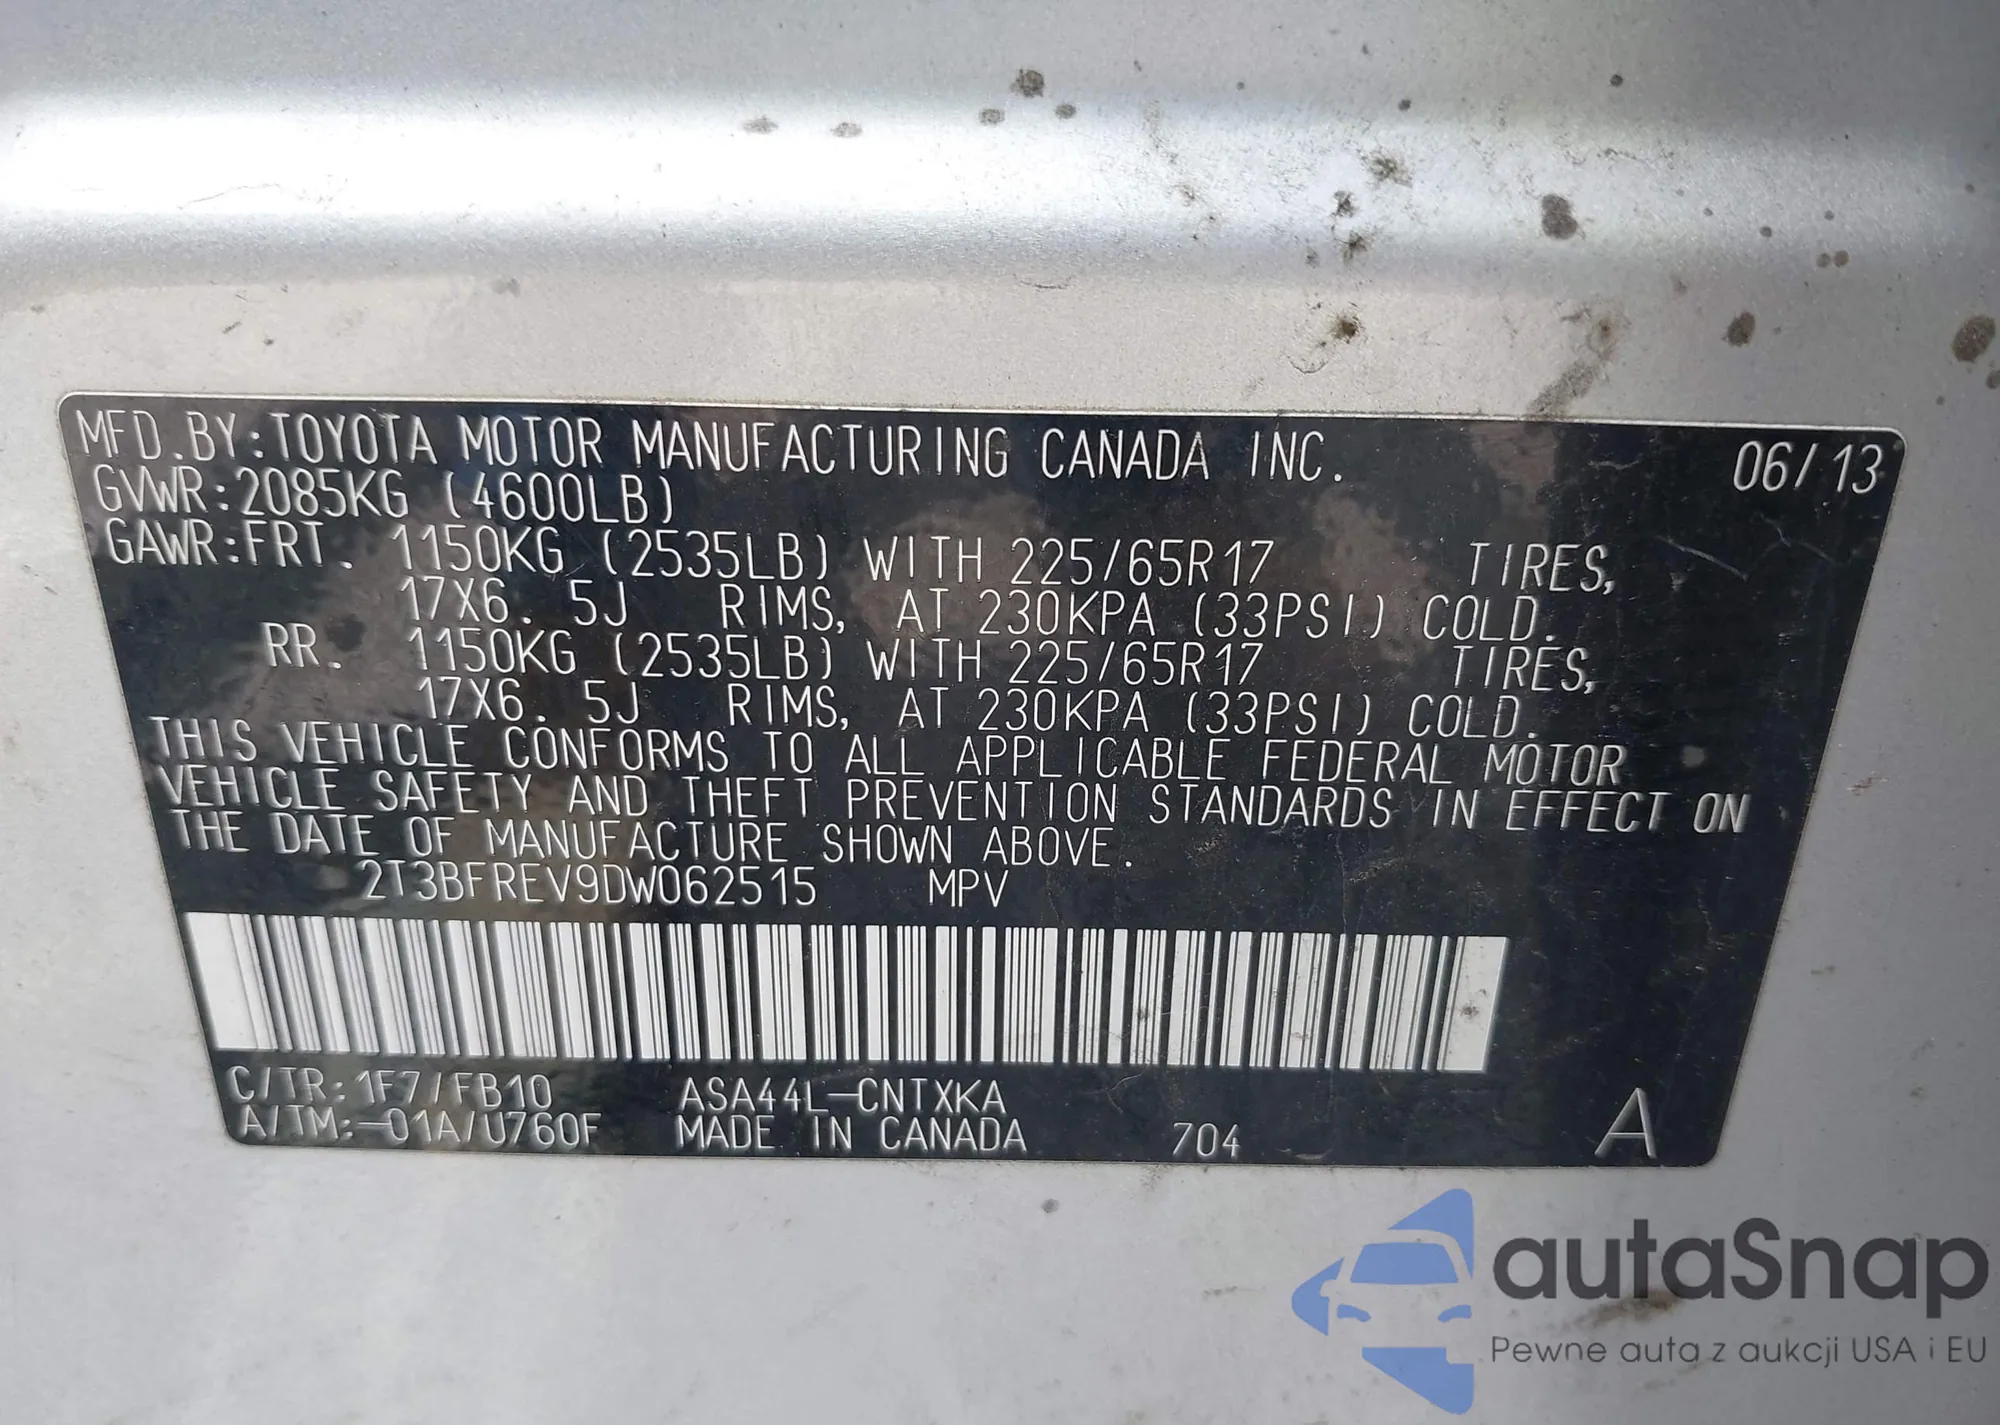 MFD.BY:TOYOTA MOTOR MANUFACTURING CANADA INC. 06/13
GVWR:2085KG (4600LB)
GAWR:FRT. 1150KG (2535LB) WITH 225/65R17 TIRES,
17X6.5J RIMS, AT 230KPA (33PSI) COLD.
RR. 1150KG (2535LB) WITH 225/65R17 TIRES,
17X6.5J RIMS, AT 230KPA (33PSI) COLD.
THIS VEHICLE CONFORMS TO ALL APPLICABLE FEDERAL MOTOR
VEHICLE SAFETY AND THEFT PREVENTION STANDARDS IN EFFECT ON
THE DATE OF MANUFACTURE SHOWN ABOVE.
2T3BFREV9DW062515 MPV
C/TR:1F7/FB10 ASA44L-CNTXKA
A/TM:-01A/U760F MADE IN CANADA 704 A
autaSnap
Pewne auta z aukcji USA i EU